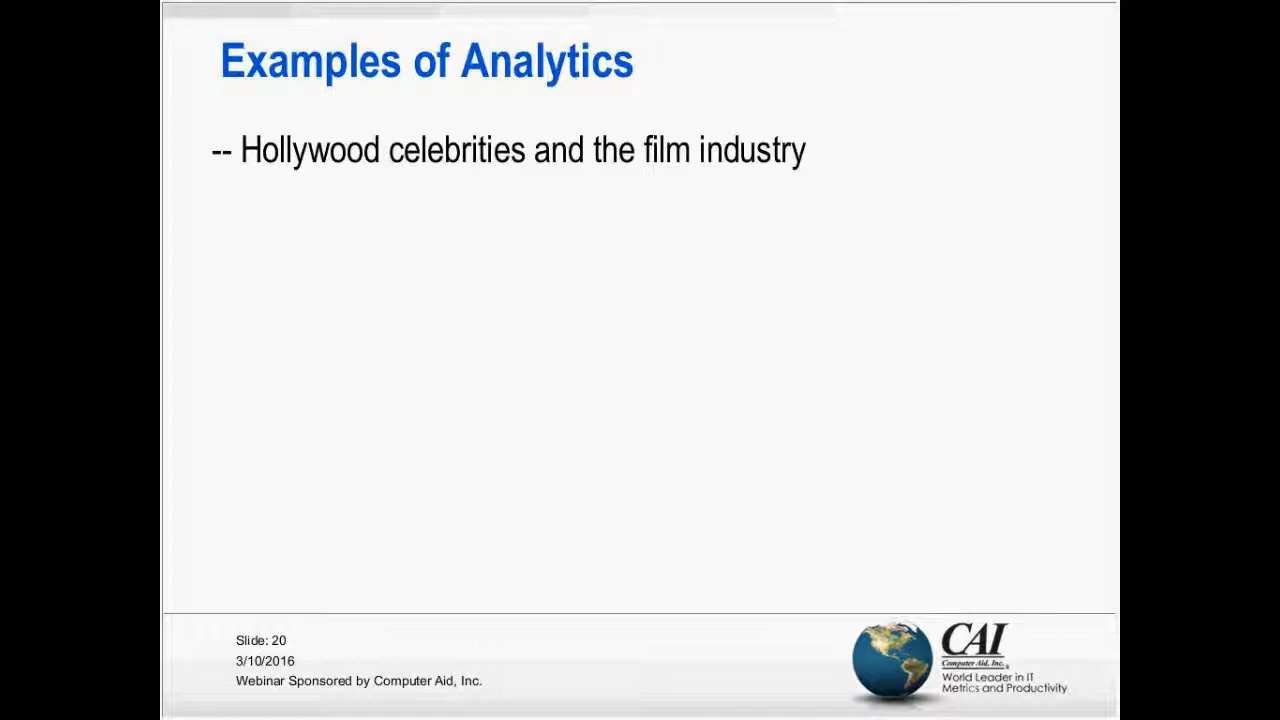 Examples of Analytics
-- Hollywood celebrities and the film industry
Slide: 20
3/10/2016
Webinar Sponsored by Computer Aid, Inc.
CAI
Computer Aid, Inc.
World Leader in IT
Metrics and Productivity